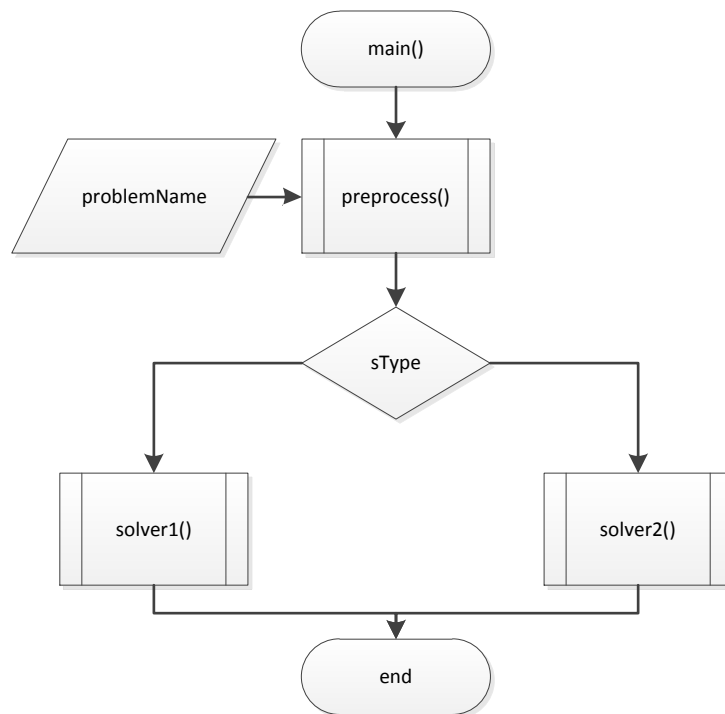 main()
problemName
preprocess()
sType
solver1()
solver2()
end